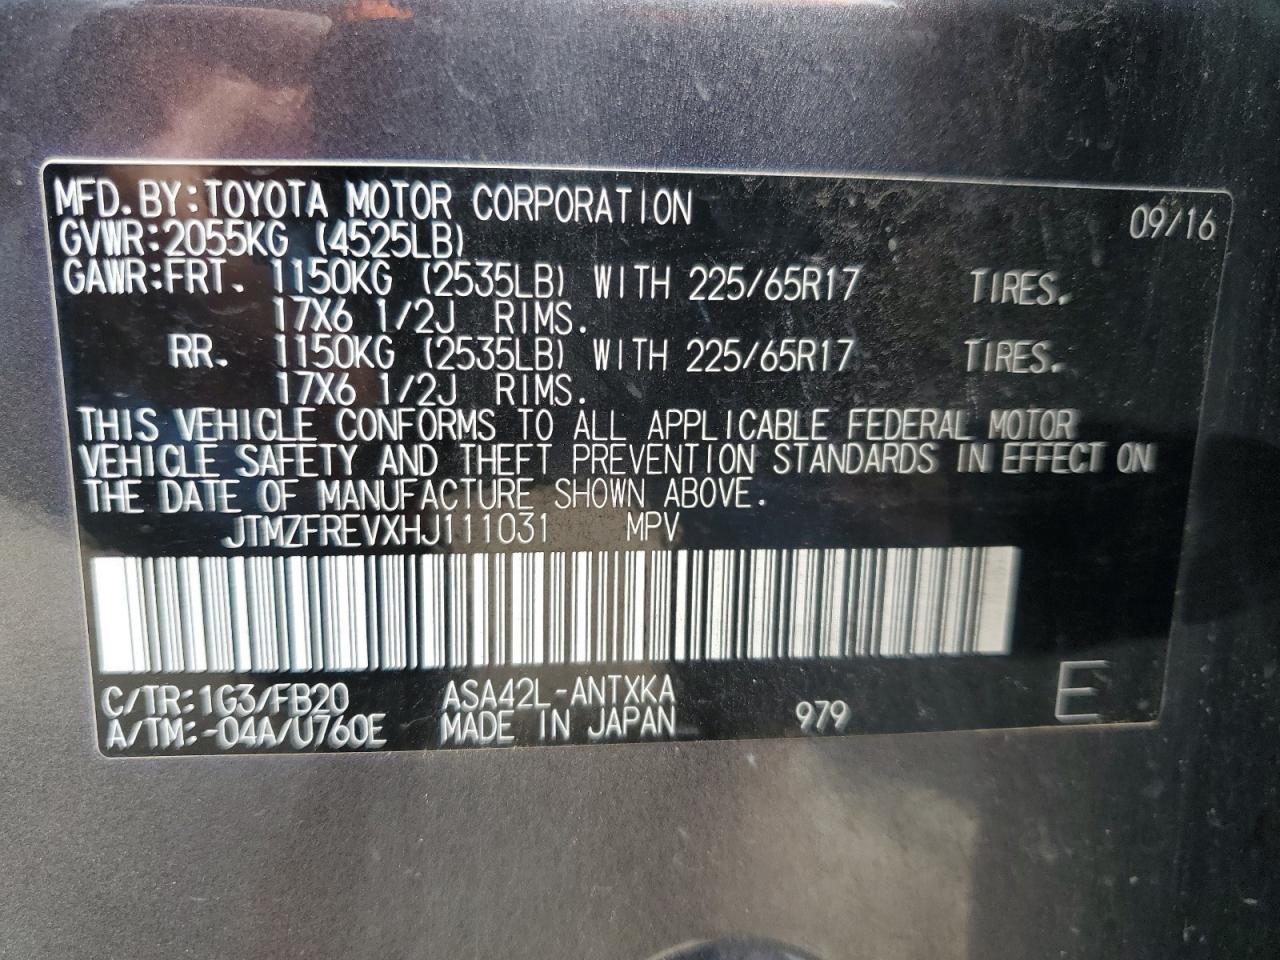 MFD.BY:TOYOTA MOTOR CORPORATION 09/16
GVWR:2055KG (4525LB)
GAWR:FRT. 1150KG (2535LB) WITH 225/65R17 TIRES.
17X6 1/2J RIMS.
RR. 1150KG (2535LB) WITH 225/65R17 TIRES.
17X6 1/2J RIMS.
THIS VEHICLE CONFORMS TO ALL APPLICABLE FEDERAL MOTOR
VEHICLE SAFETY AND THEFT PREVENTION STANDARDS IN EFFECT ON
THE DATE OF MANUFACTURE SHOWN ABOVE.
JTMZFREVXHJ111031 MPV
C/TR:1G3/FB20 ASA42L-ANTXKA
A/TM:-04A/U760E MADE IN JAPAN 979 E